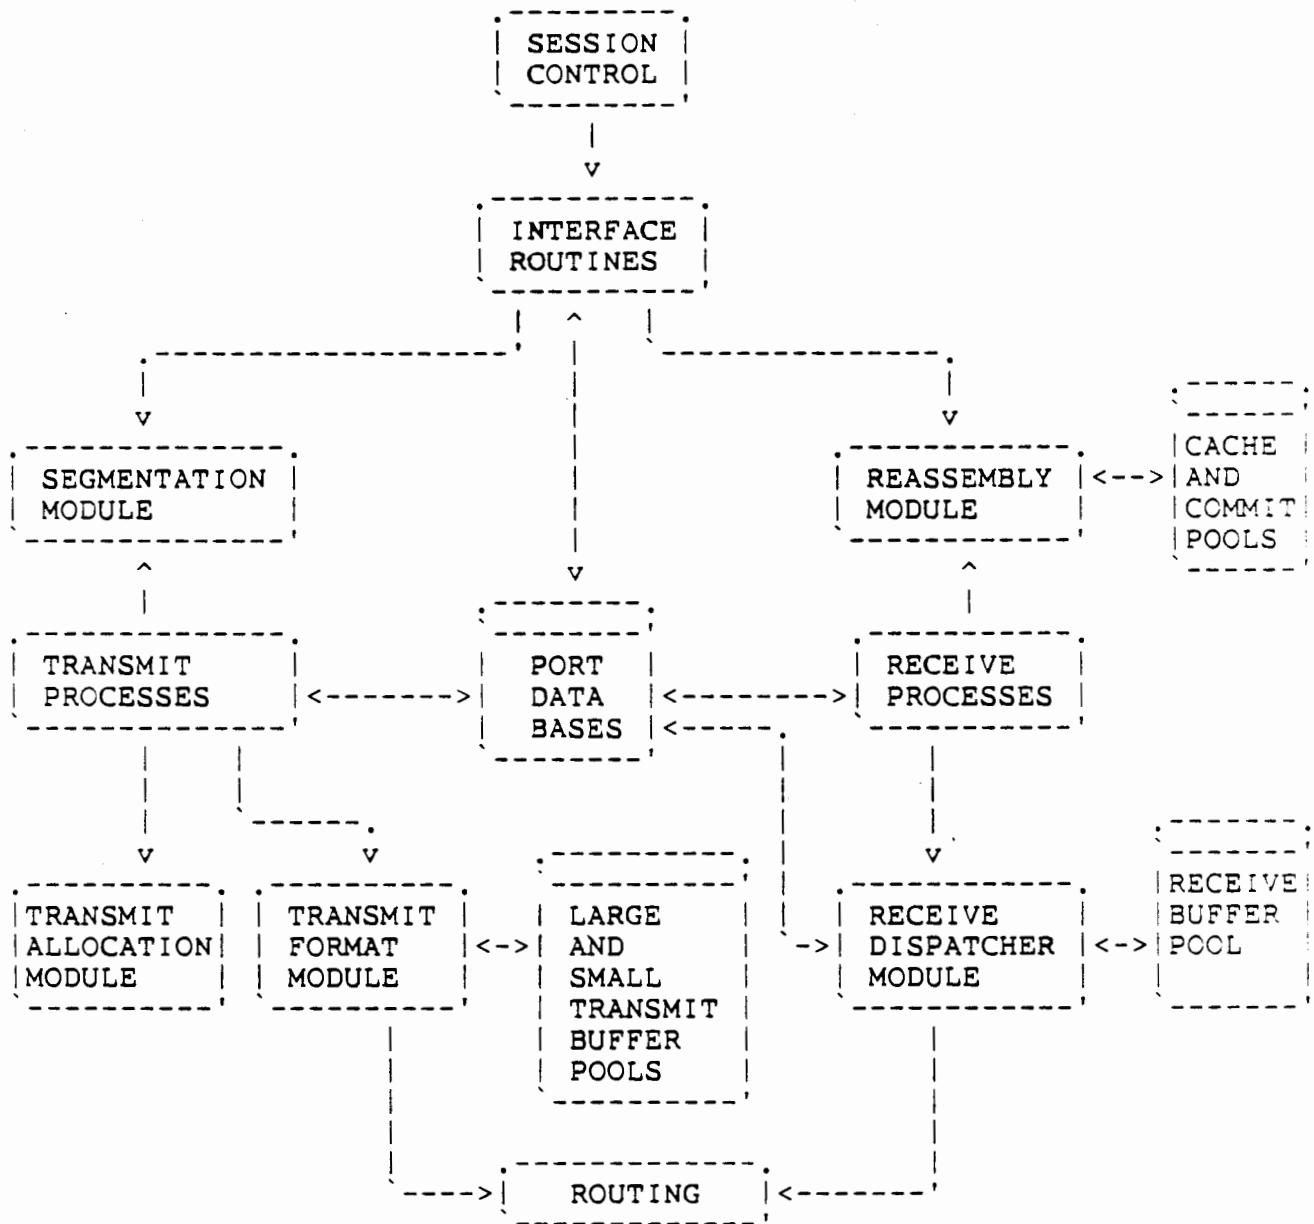 SESSION
CONTROL
INTERFACE
ROUTINES
SEGMENTATION
MODULE
REASSEMBLY
MODULE
CACHE
AND
COMMIT
POOLS
TRANSMIT
PROCESSES
PORT
DATA
BASES
RECEIVE
PROCESSES
TRANSMIT
ALLOCATION
MODULE
TRANSMIT
FORMAT
MODULE
LARGE
AND
SMALL
TRANSMIT
BUFFER
POOLS
RECEIVE
DISPATCHER
MODULE
RECEIVE
BUFFER
POOL
ROUTING